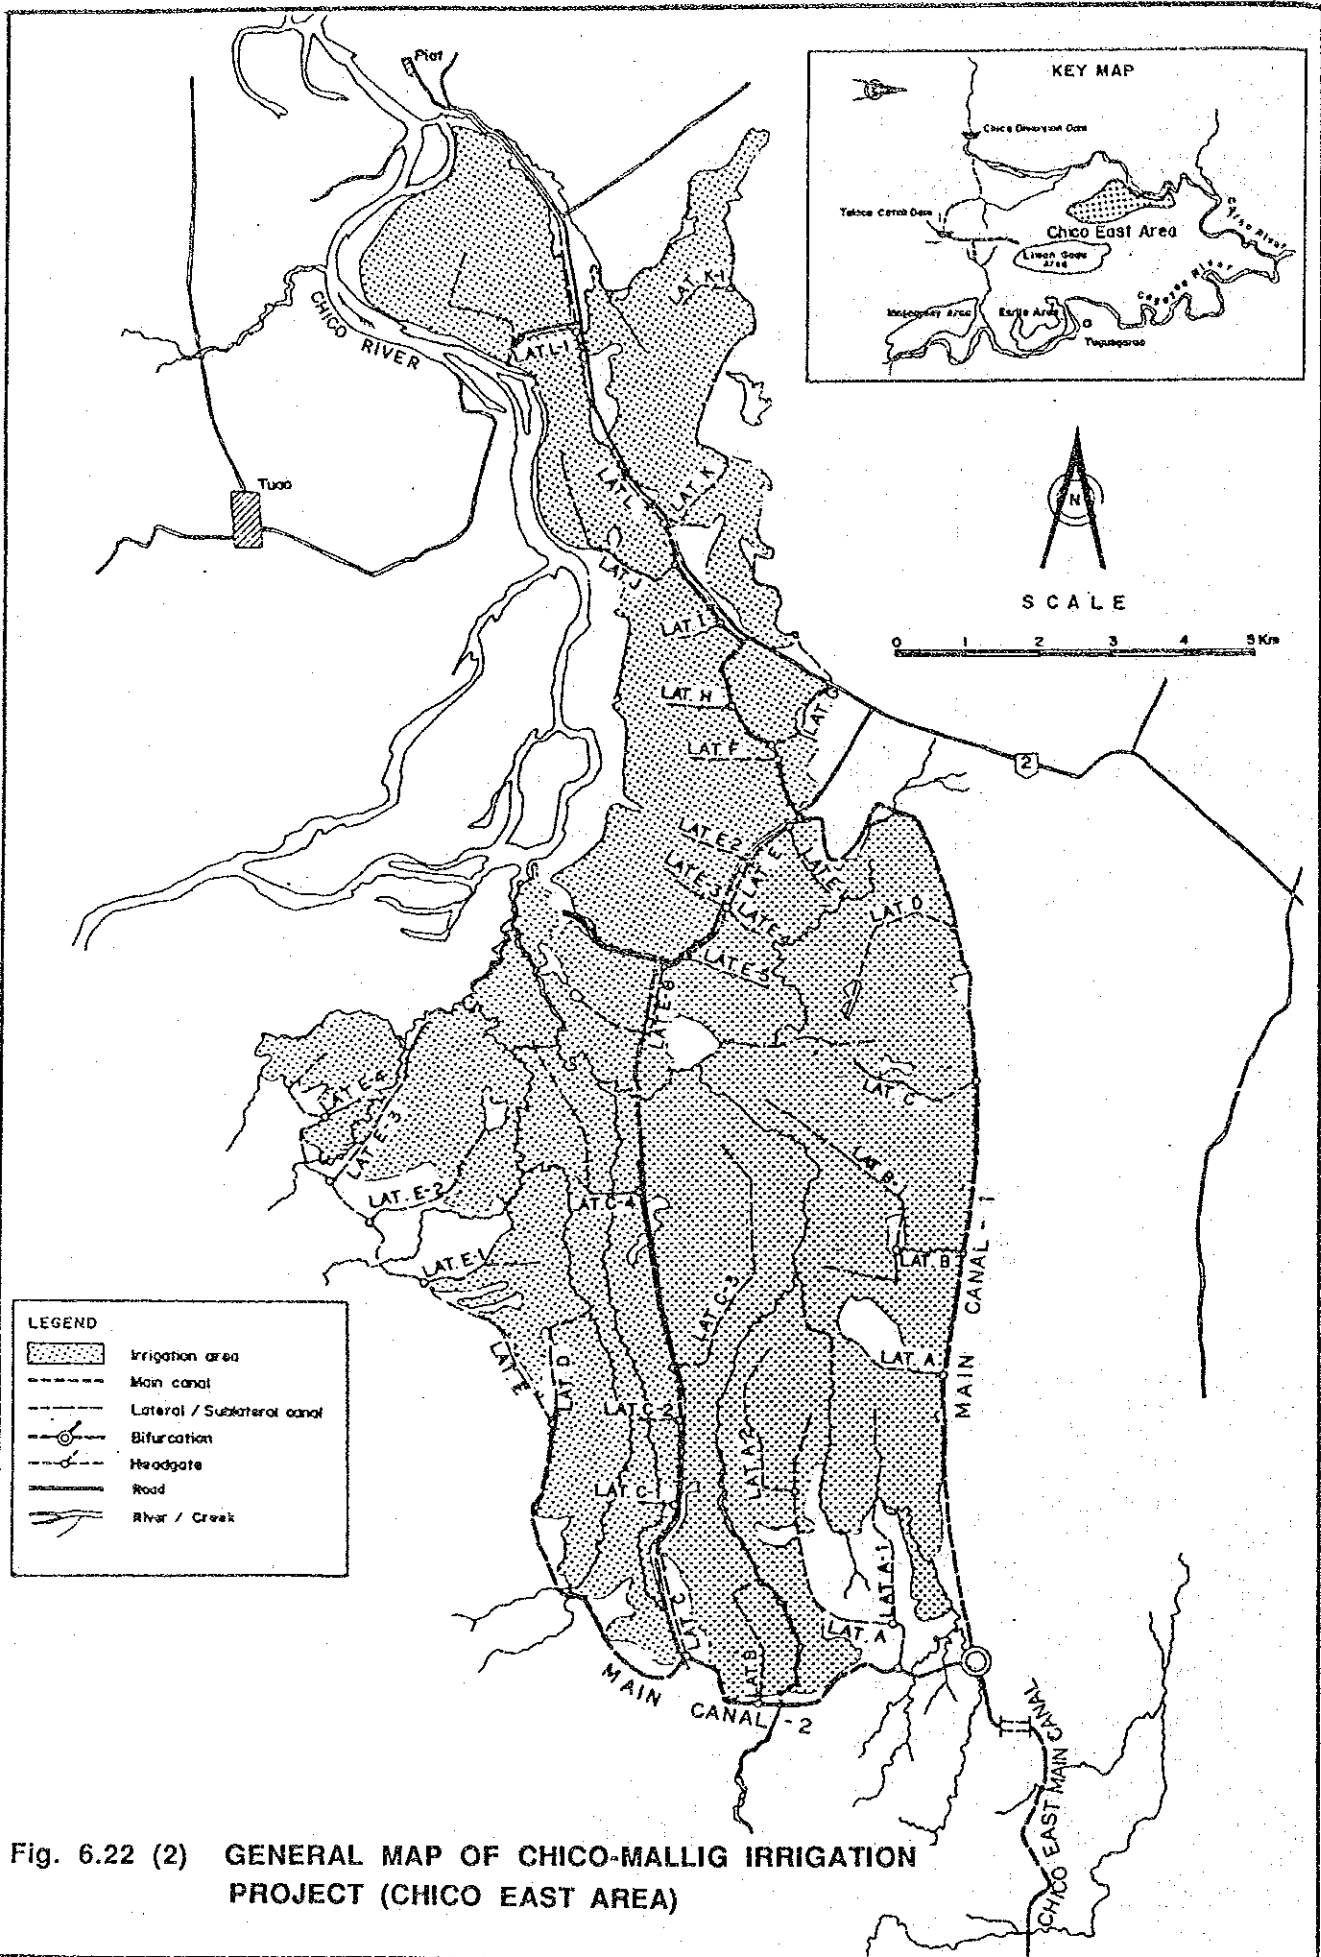 Piat
KEY MAP
Chico Diversion Dam
Chico East Area
Area
Cagayan River
Tuguegarao
LAT. K-1
CHICO RIVER
LAT.L-1
LAT.K
LAT.L
Tuao
LAT.J
N
SCALE
0 1 2 3 4 5 Km
LAT. I
LAT. H
LAT. G
LAT. F
2
LAT. E-2
LAT. E
LAT. E-1
LAT. E-3
LAT. D
LAT. E-5
LAT. E-6
LAT. E-4
LAT. E-3
LAT. C
LAT. B-1
LAT. E-2
LAT. C-4
LAT. E-1
LAT. B
MAIN CANAL - 1
LAT. C-3
LAT. A
LAT. E
LAT. D
LAT. C-2
LAT. A-2
LAT. C-1
LAT. A-1
LAT. C
LAT. A
LAT. B
MAIN CANAL - 2
CHICO EAST MAIN CANAL
LEGEND
Irrigation area
Main canal
Lateral / Sublateral canal
Bifurcation
Headgate
Road
River / Creek
Fig. 6.22 (2) GENERAL MAP OF CHICO-MALLIG IRRIGATION
PROJECT (CHICO EAST AREA)